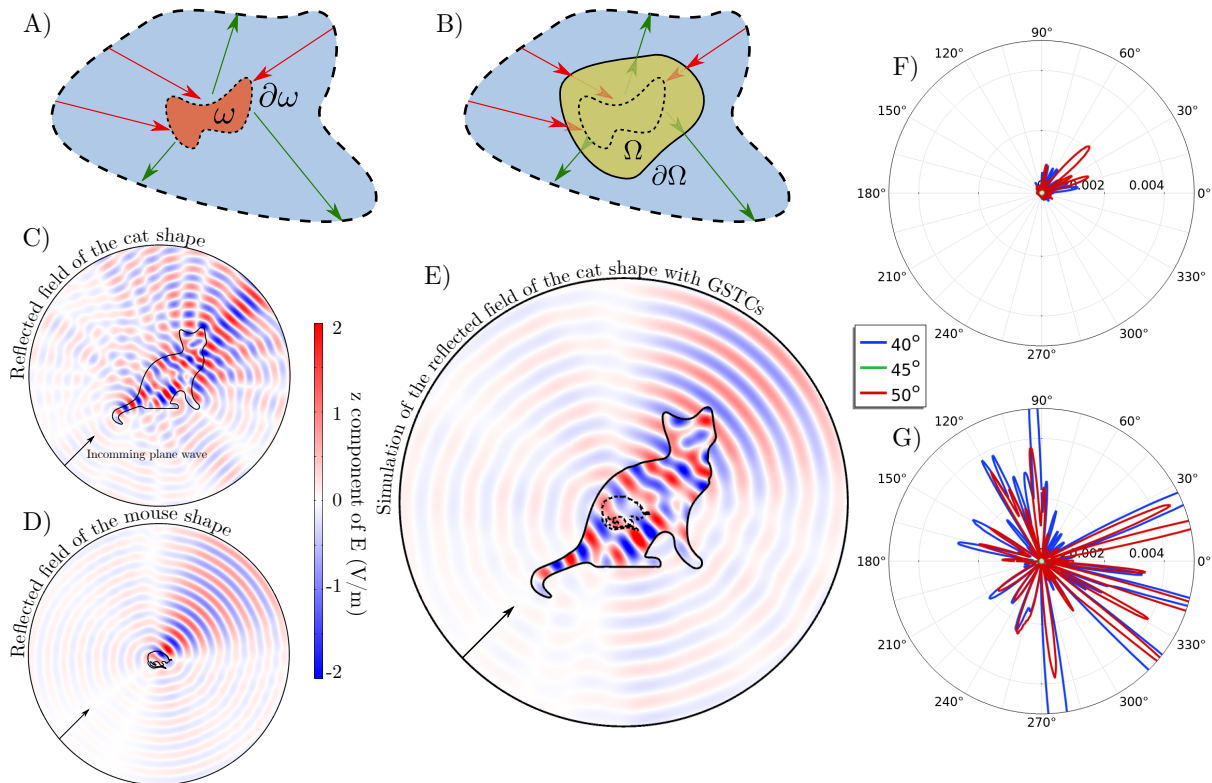 A)
ω
∂ω
B)
Ω
∂Ω
C)
Reflected field of the cat shape
Incomming plane wave
D)
Reflected field of the mouse shape
2
1
0
-1
-2
z component of E (V/m)
E)
Simulation of the reflected field of the cat shape with GSTCs
F)
90°
120°
60°
150°
30°
180°
0.002
0.004
0°
210°
330°
240°
300°
270°
40°
45°
50°
G)
90°
120°
60°
150°
30°
180°
0.002
0.004
0°
210°
330°
240°
300°
270°